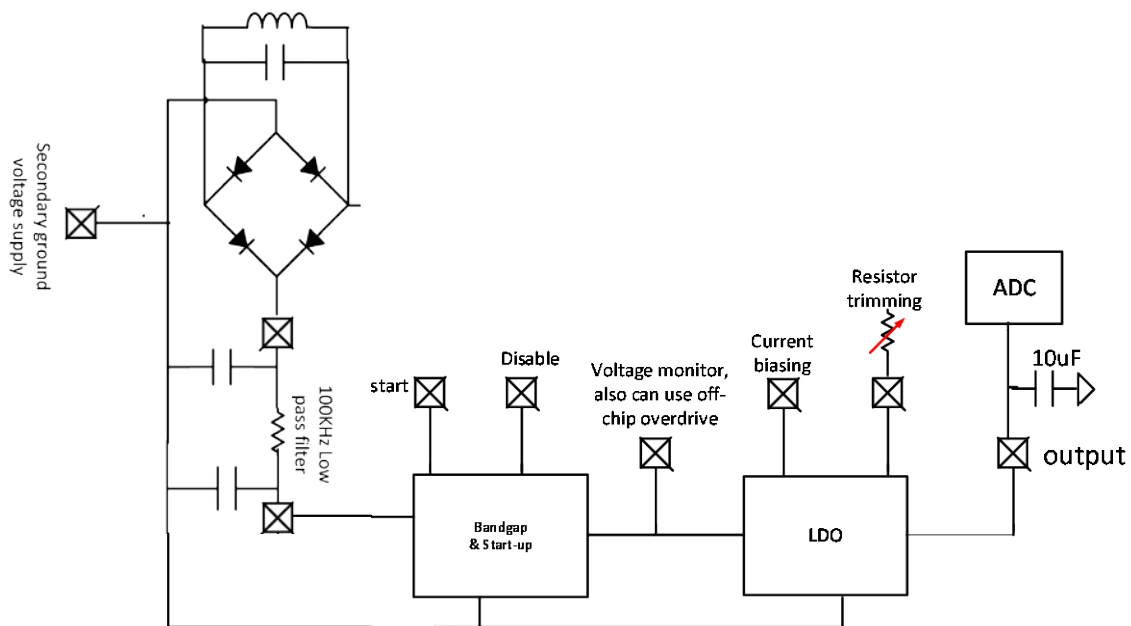 Secondary ground
voltage supply
100KHz Low
pass filter
start
Disable
Voltage monitor,
also can use off-
chip overdrive
Current
biasing
Resistor
trimming
ADC
10uF
output
Bandgap
& Start-up
LDO